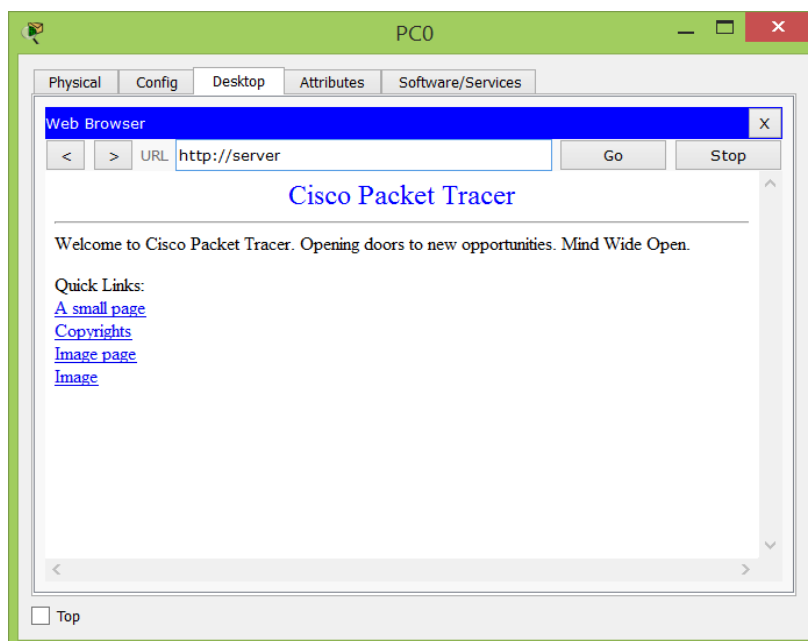 PC0
Physical Config Desktop Attributes Software/Services
Web Browser X
< > URL http://server Go Stop
Cisco Packet Tracer
Welcome to Cisco Packet Tracer. Opening doors to new opportunities. Mind Wide Open.
Quick Links:
A small page
Copyrights
Image page
Image
Top